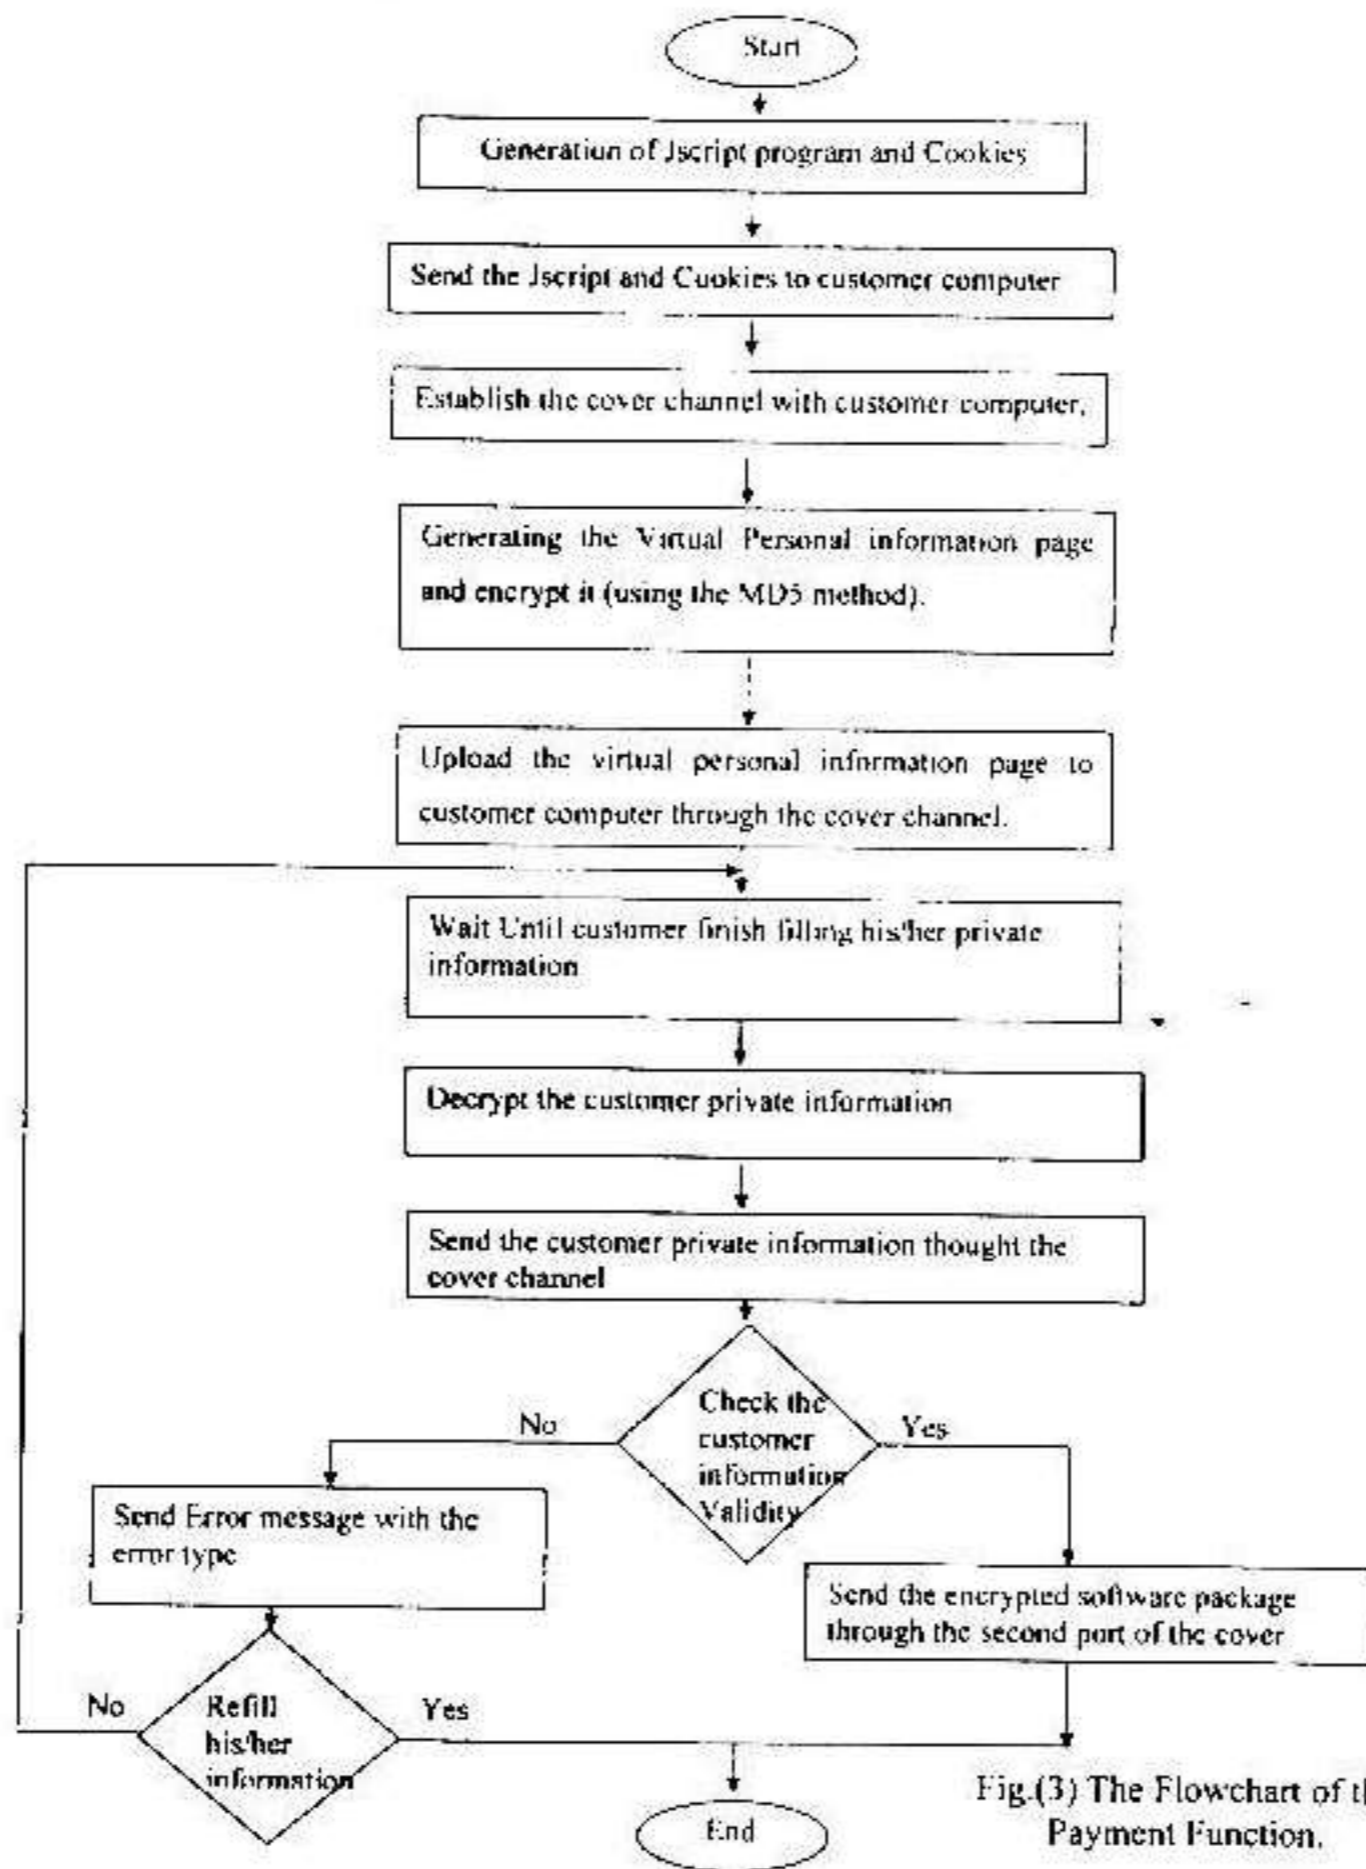 Start
Generation of Jscript program and Cookies
Send the Jscript and Cookies to customer computer
Establish the cover channel with customer computer.
Generating the Virtual Personal information page
and encrypt it (using the MD5 method).
Upload the virtual personal information page to
customer computer through the cover channel.
Wait Until customer finish filling his/her private
information
Decrypt the customer private information
Send the customer private information thought the
cover channel
Check the
customer
information
Validity
No
Yes
Send Error message with the
error type
Send the encrypted software package
through the second port of the cover
Refill
his/her
information
No
Yes
End
Fig.(3) The Flowchart of
Payment Function.